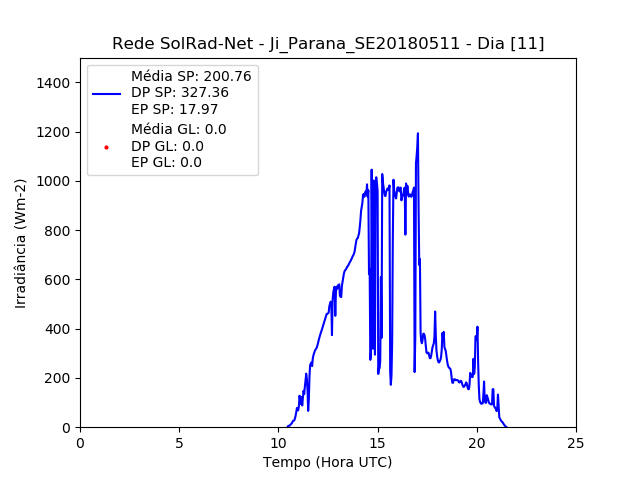 Rede SolRad-Net - Ji_Parana_SE20180511 - Dia [11]
Média SP: 200.76
DP SP: 327.36
EP SP: 17.97
Média GL: 0.0
DP GL: 0.0
EP GL: 0.0
Irradiância (Wm-2)
1400
1200
1000
800
600
400
200
0
0 5 10 15 20 25
Tempo (Hora UTC)